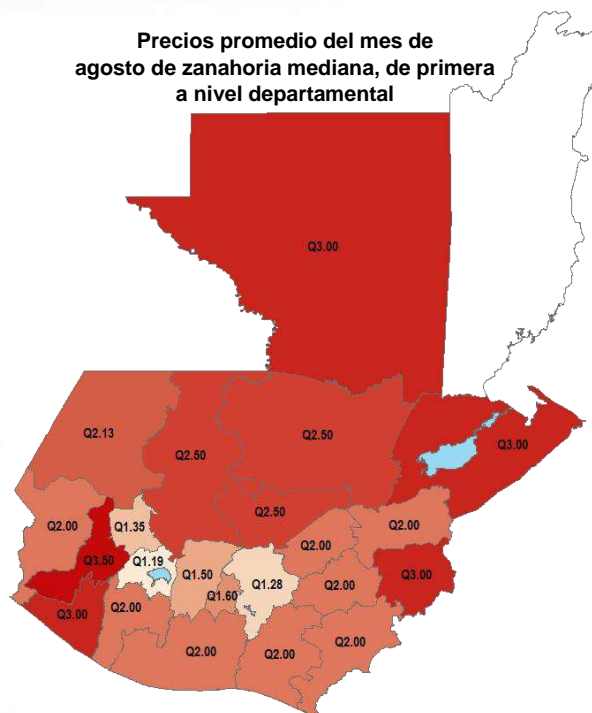 Precios promedio del mes de
agosto de zanahoria mediana, de primera
a nivel departamental
Q3.00
Q2.13
Q2.50
Q2.50
Q3.00
Q2.50
Q2.00
Q1.35
Q2.00
Q2.00
Q3.50
Q1.19
Q1.50
Q1.28
Q2.00
Q3.00
Q1.60
Q3.00
Q2.00
Q2.00
Q2.00
Q2.00